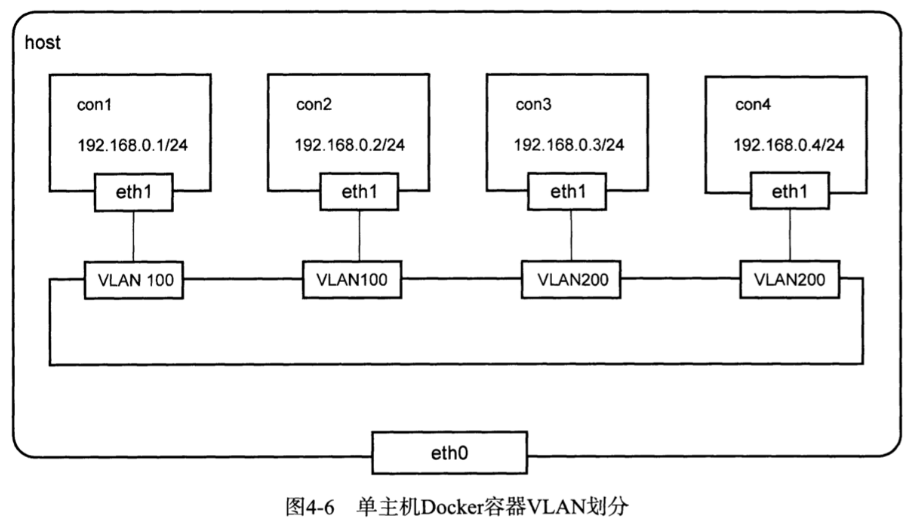 host
con1
con2
con3
con4
192.168.0.1/24
192.168.0.2/24
192.168.0.3/24
192.168.0.4/24
eth1
eth1
eth1
eth1
VLAN 100
VLAN100
VLAN200
VLAN200
eth0
图4-6 单主机Docker容器VLAN划分